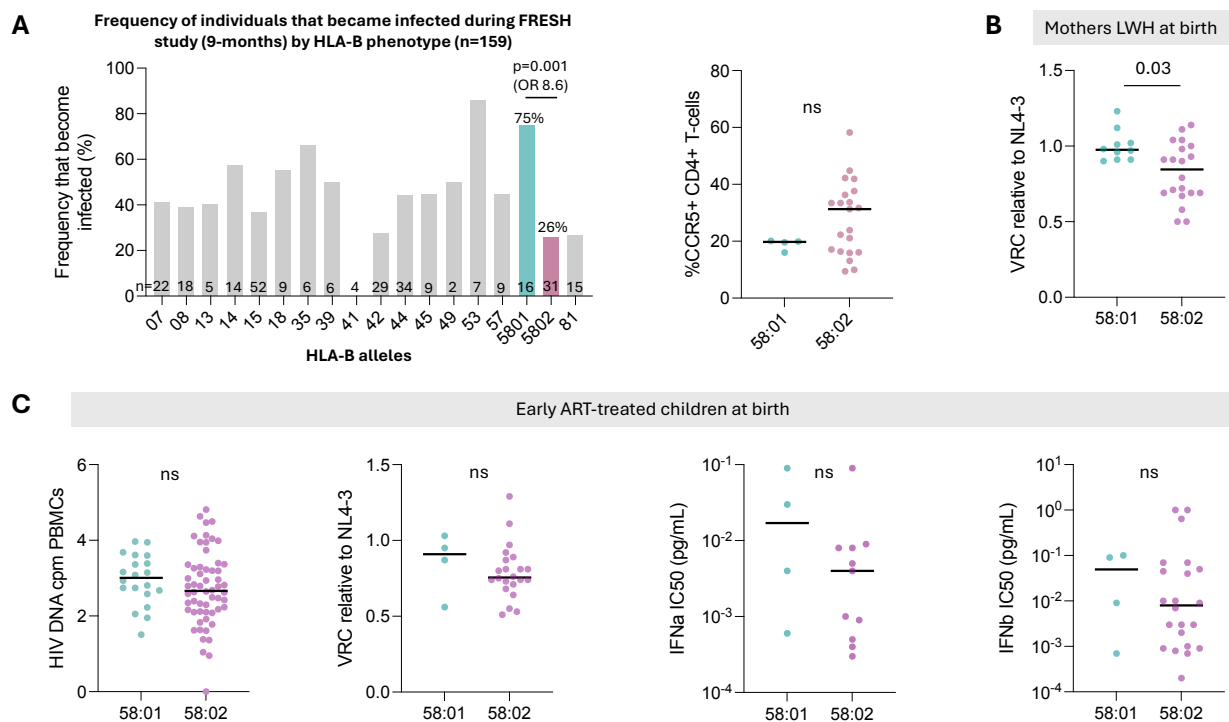 A
Frequency of individuals that became infected during FRESH
study (9-months) by HLA-B phenotype (n=159)
Frequency that become
infected (%)
100
80
60
40
20
0
p=0.001
(OR 8.6)
75%
26%
n=22 18 5 14 52 9 6 6 4 29 34 9 2 7 9 16 31 15
07 08 13 14 15 18 35 39 41 42 44 45 49 53 57 5801 5802 81
HLA-B alleles
%CCR5+ CD4+ T-cells
80
60
40
20
0
ns
58:01 58:02
B
Mothers LWH at birth
VRC relative to NL4-3
1.5
1.0
0.5
0.0
0.03
58:01 58:02
C
Early ART-treated children at birth
HIV DNA cpm PBMCs
6
4
2
0
ns
58:01 58:02
VRC relative to NL4-3
1.5
1.0
0.5
0.0
ns
58:01 58:02
IFNa IC50 (pg/mL)
10-1
10-2
10-3
10-4
ns
58:01 58:02
IFNb IC50 (pg/mL)
101
100
10-1
10-2
10-3
10-4
ns
58:01 58:02